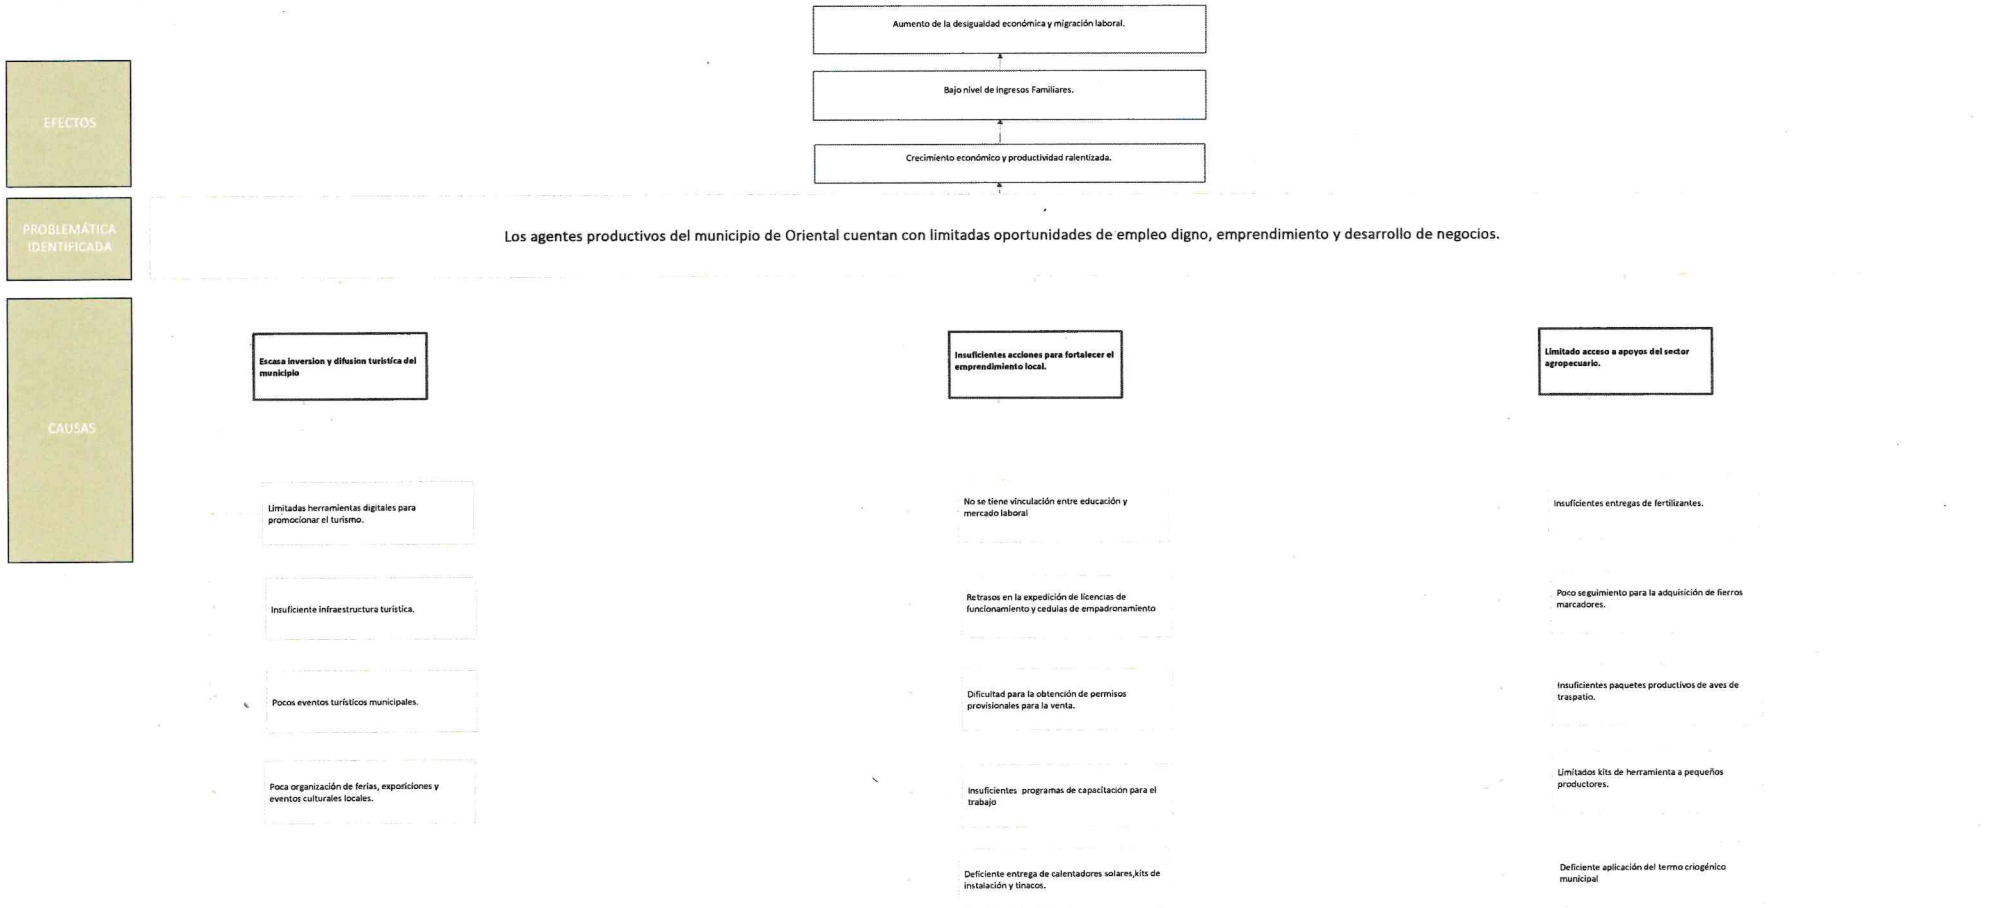 Aumento de la desigualdad económica y migración laboral.
EFECTOS
Bajo nivel de ingresos Familiares.
Crecimiento económico y productividad ralentizada.
PROBLEMÁTICA
IDENTIFICADA
Los agentes productivos del municipio de Oriental cuentan con limitadas oportunidades de empleo digno, emprendimiento y desarrollo de negocios.
CAUSAS
Escasa inversion y difusion turistíca del
municipio
Limitadas herramientas digitales para
promocionar el turismo.
Insuficiente infraestructura turistica.
Pocos eventos turísticos municipales.
Poca organización de ferias, exposiciones y
eventos culturales locales.
Insuficientes acciones para fortalecer el
emprendimiento local.
No se tiene vinculación entre educación y
mercado laboral
Retrasos en la expedición de licencias de
funcionamiento y cedulas de empadronamiento
Dificultad para la obtención de permisos
provisionales para la venta.
Insuficientes programas de capacitación para el
trabajo
Deficiente entrega de calentadores solares,kits de
instalación y tinacos.
Limitado acceso a apoyos del sector
agropecuario.
Insuficientes entregas de fertilizantes.
Poco seguimiento para la adquisición de fierros
marcadores.
Insuficientes paquetes productivos de aves de
traspatio.
Limitados kits de herramienta a pequeños
productores.
Deficiente aplicación del termo criogénico
municipal